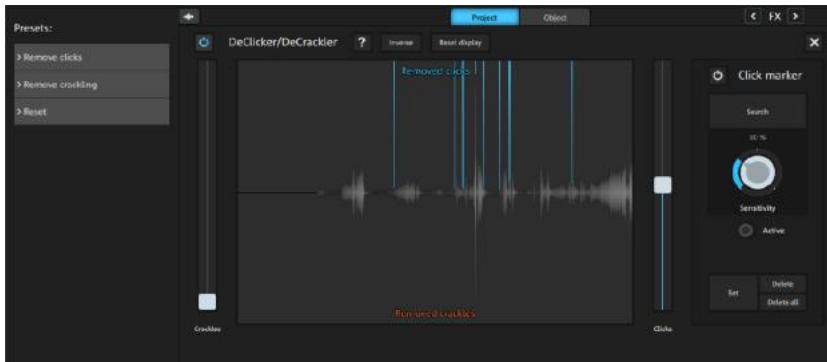 Project
Object
FX
Presets:
> Remove clicks
> Remove crackling
> Reset
DeClicker/DeCrackler
?
Inverse
Reset display
Removed clicks
Removed crackles
Crackles
Clicks
Click marker
Search
Sensitivity
Active
Set
Delete
Delete all